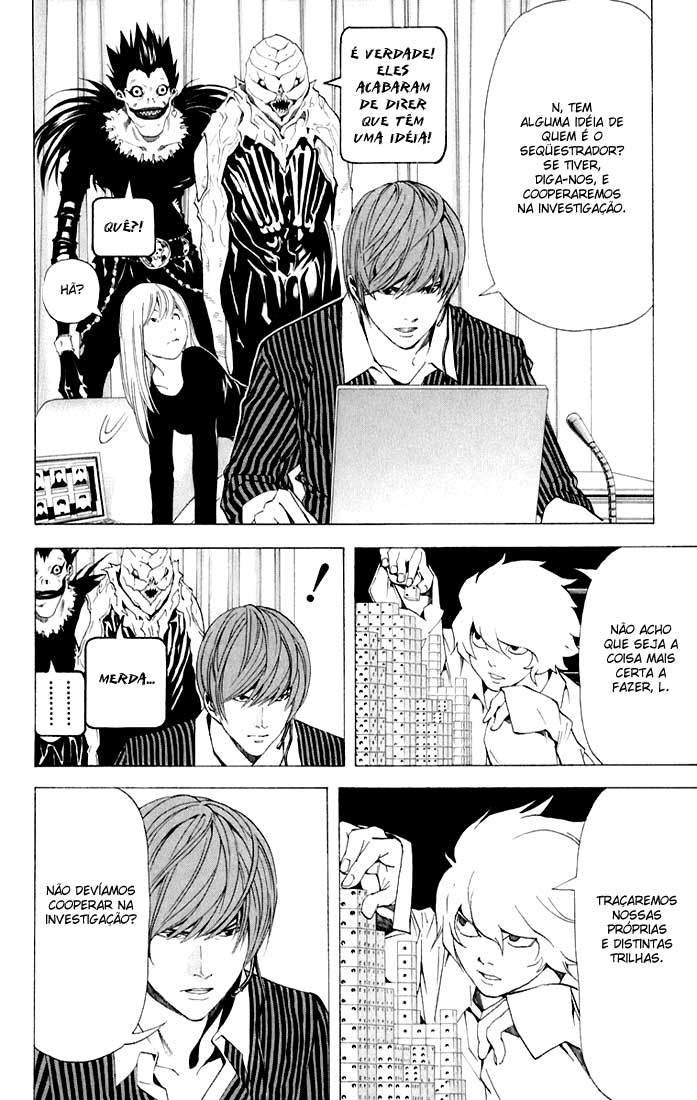 N, TEM
ALGUMA IDÉIA DE
QUEM É O
SEQÜESTRADOR?
SE TIVER,
DIGA-NOS, E
COOPERAREMOS
NA INVESTIGAÇÃO.
É VERDADE!
ELES
ACABARAM
DE DIZER
QUE TÊM
UMA IDÉIA!
QUÊ?!
HÃ?
NÃO ACHO
QUE SEJA A
COISA MAIS
CERTA A
FAZER, L.
!
MERDA...
........
TRAÇAREMOS
NOSSAS
PRÓPRIAS
E DISTINTAS
TRILHAS.
NÃO DEVÍAMOS
COOPERAR NA
INVESTIGAÇÃO?